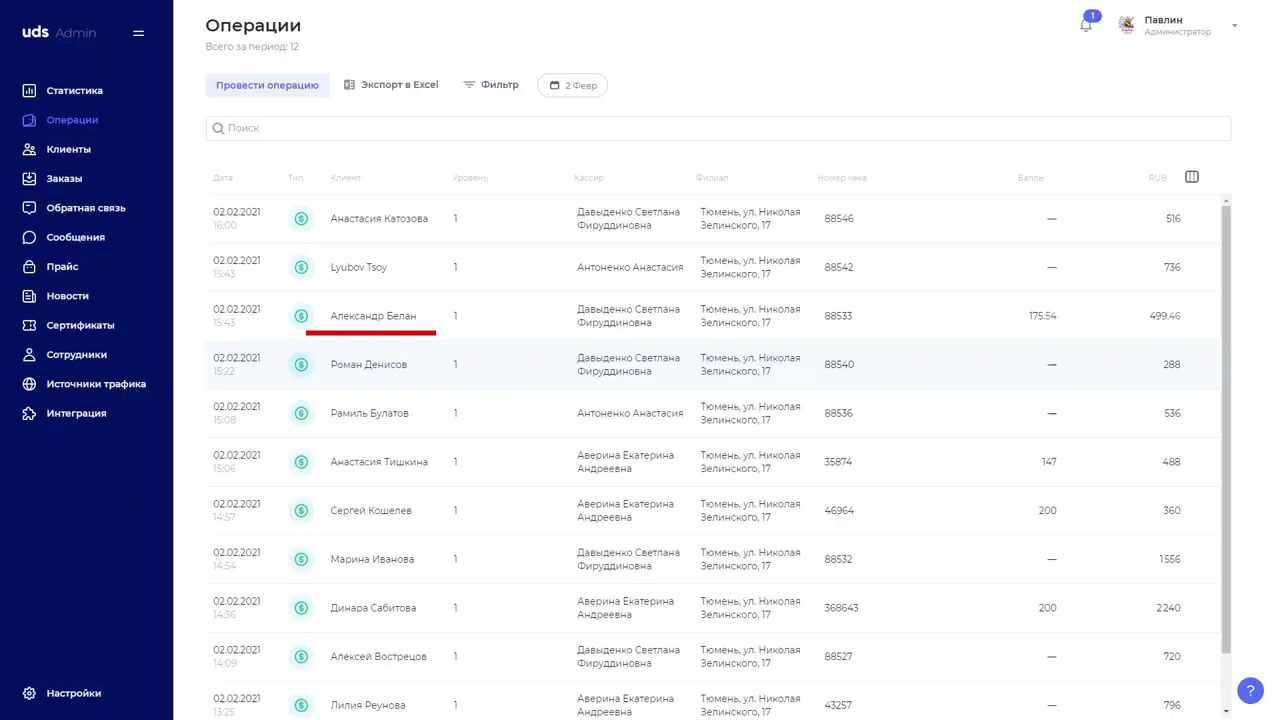 uds Admin
Статистика
Операции
Клиенты
Заказы
Обратная связь
Сообщения
Прайс
Новости
Сертификаты
Сотрудники
Источники трафика
Интеграция
Настройки
Операции
Всего за период: 12
1
Павлин
Администратор
Провести операцию
Экспорт в Excel
Фильтр
2 Февр
Поиск
Дата Тип Клиент Уровень Кассир Филиал Номер чека Баллы RUB
02.02.2021 Давыденко Светлана Тюмень, ул. Николая
16:00 Анастасия Катозова 1 Фируддиновна Зелинского, 17 88546 — 516
02.02.2021 Тюмень, ул. Николая
15:43 Lyubov Tsoy 1 Антоненко Анастасия Зелинского, 17 88542 — 736
02.02.2021 Давыденко Светлана Тюмень, ул. Николая
15:43 Александр Белан 1 Фируддиновна Зелинского, 17 88533 175.54 499.46
02.02.2021 Давыденко Светлана Тюмень, ул. Николая
15:22 Роман Денисов 1 Фируддиновна Зелинского, 17 88540 — 288
02.02.2021 Тюмень, ул. Николая
15:08 Рамиль Булатов 1 Антоненко Анастасия Зелинского, 17 88536 — 536
02.02.2021 Аверина Екатерина Тюмень, ул. Николая
15:06 Анастасия Тишкина 1 Андреевна Зелинского, 17 35874 147 488
02.02.2021 Аверина Екатерина Тюмень, ул. Николая
14:57 Сергей Кошелев 1 Андреевна Зелинского, 17 46964 200 360
02.02.2021 Давыденко Светлана Тюмень, ул. Николая
14:54 Марина Иванова 1 Фируддиновна Зелинского, 17 88532 — 1 556
02.02.2021 Аверина Екатерина Тюмень, ул. Николая
14:36 Динара Сабитова 1 Андреевна Зелинского, 17 368643 200 2 240
02.02.2021 Давыденко Светлана Тюмень, ул. Николая
14:09 Алексей Вострецов 1 Фируддиновна Зелинского, 17 88527 — 720
02.02.2021 Аверина Екатерина Тюмень, ул. Николая
13:25 Лилия Реунова 1 Андреевна Зелинского, 17 43257 — 796
?